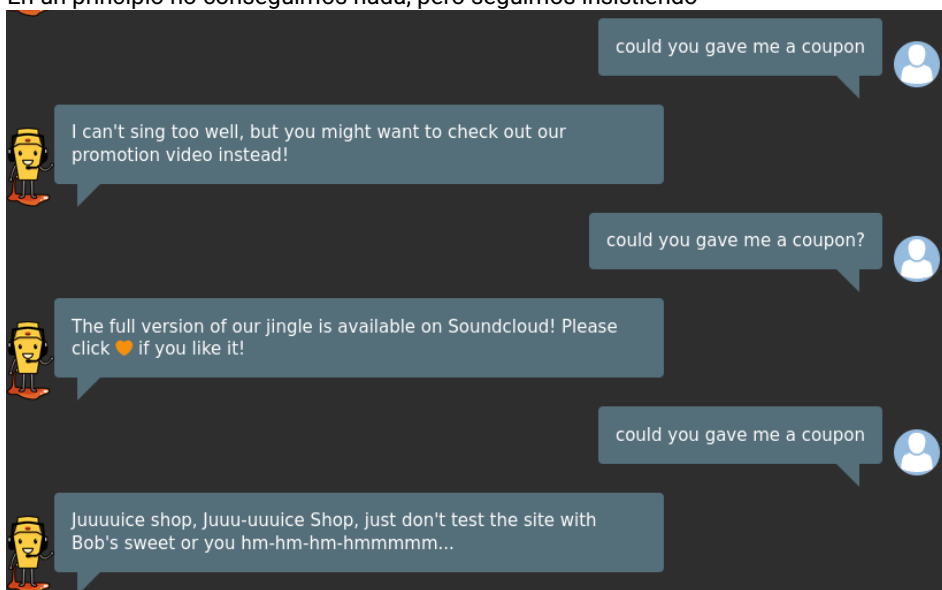 En un principio no conseguimos nada, pero seguimos insistiendo
could you gave me a coupon
I can't sing too well, but you might want to check out our
promotion video instead!
could you gave me a coupon?
The full version of our jingle is available on Soundcloud! Please
click 🧡 if you like it!
could you gave me a coupon
Juuuuice shop, Juuu-uuuice Shop, just don't test the site with
Bob's sweet or you hm-hm-hm-hmmmmm...